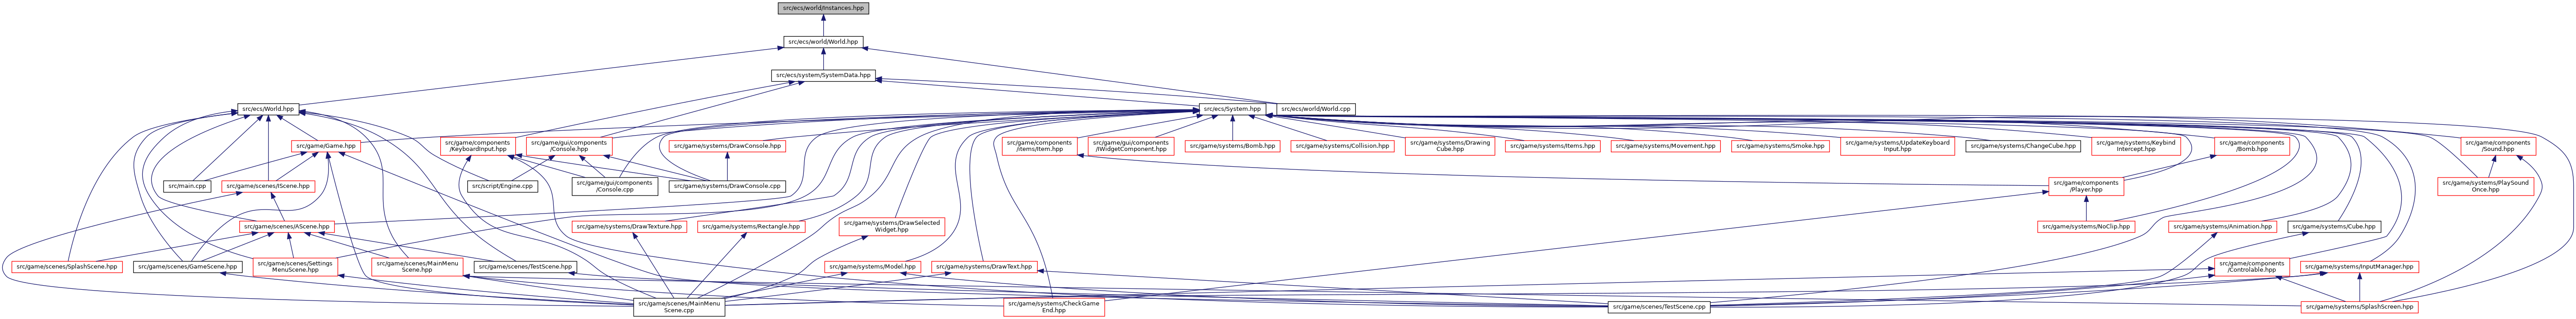 src/ecs/world/Instances.hpp
src/ecs/world/World.hpp
src/ecs/system/SystemData.hpp
src/ecs/World.hpp
src/ecs/System.hpp
src/ecs/world/World.cpp
src/game/Game.hpp
src/game/components
/KeyboardInput.hpp
src/game/gui/components
/Console.hpp
src/game/systems/DrawConsole.hpp
src/game/components
/items/Item.hpp
src/game/gui/components
/IWidgetComponent.hpp
src/game/systems/Bomb.hpp
src/game/systems/Collision.hpp
src/game/systems/Drawing
Cube.hpp
src/game/systems/Items.hpp
src/game/systems/Movement.hpp
src/game/systems/Smoke.hpp
src/game/systems/UpdateKeyboard
Input.hpp
src/game/systems/ChangeCube.hpp
src/game/systems/Keybind
Intercept.hpp
src/game/components
/Bomb.hpp
src/game/components
/Sound.hpp
src/main.cpp
src/game/scenes/IScene.hpp
src/script/Engine.cpp
src/game/gui/components
/Console.cpp
src/game/systems/DrawConsole.cpp
src/game/components
/Player.hpp
src/game/systems/PlaySound
Once.hpp
src/game/scenes/AScene.hpp
src/game/systems/DrawTexture.hpp
src/game/systems/Rectangle.hpp
src/game/systems/DrawSelected
Widget.hpp
src/game/systems/NoClip.hpp
src/game/systems/Animation.hpp
src/game/systems/Cube.hpp
src/game/scenes/SplashScene.hpp
src/game/scenes/GameScene.hpp
src/game/scenes/Settings
MenuScene.hpp
src/game/scenes/MainMenu
Scene.hpp
src/game/scenes/TestScene.hpp
src/game/systems/Model.hpp
src/game/systems/DrawText.hpp
src/game/components
/Controlable.hpp
src/game/systems/InputManager.hpp
src/game/scenes/MainMenu
Scene.cpp
src/game/systems/CheckGame
End.hpp
src/game/scenes/TestScene.cpp
src/game/systems/SplashScreen.hpp